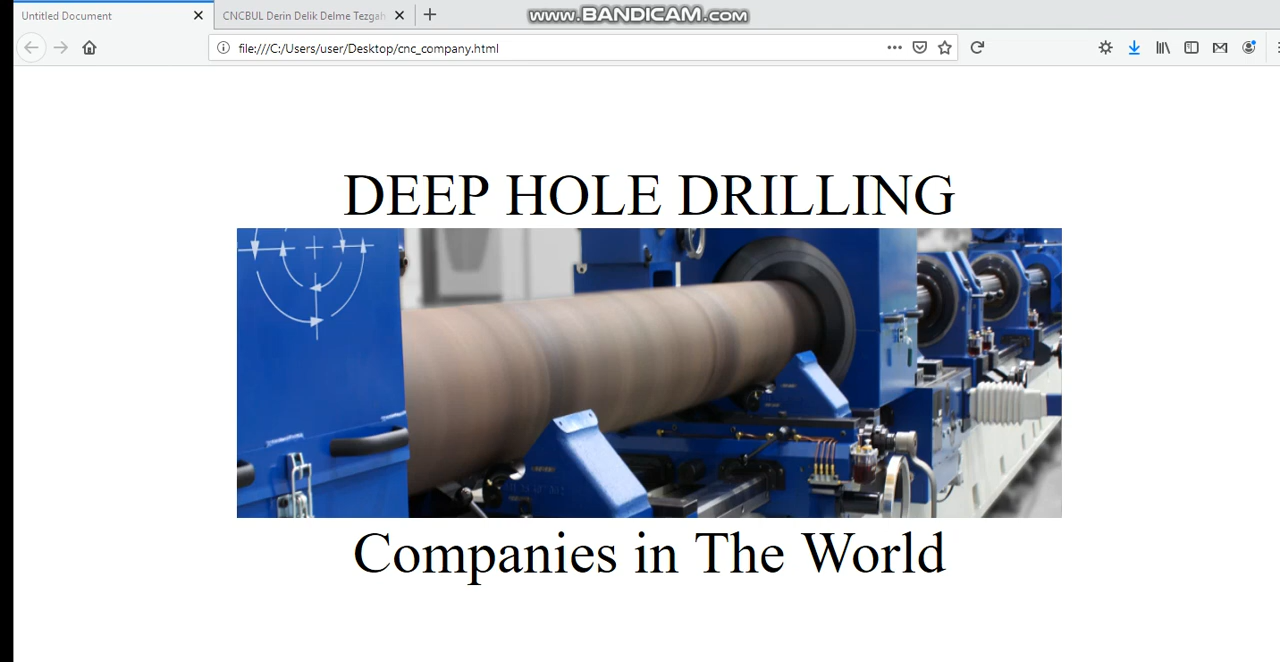 www.BANDICAM.com
Untitled Document
CNCBUL Derin Delik Delme Tezgah
file:///C:/Users/user/Desktop/cnc_company.html
DEEP HOLE DRILLING
Companies in The World